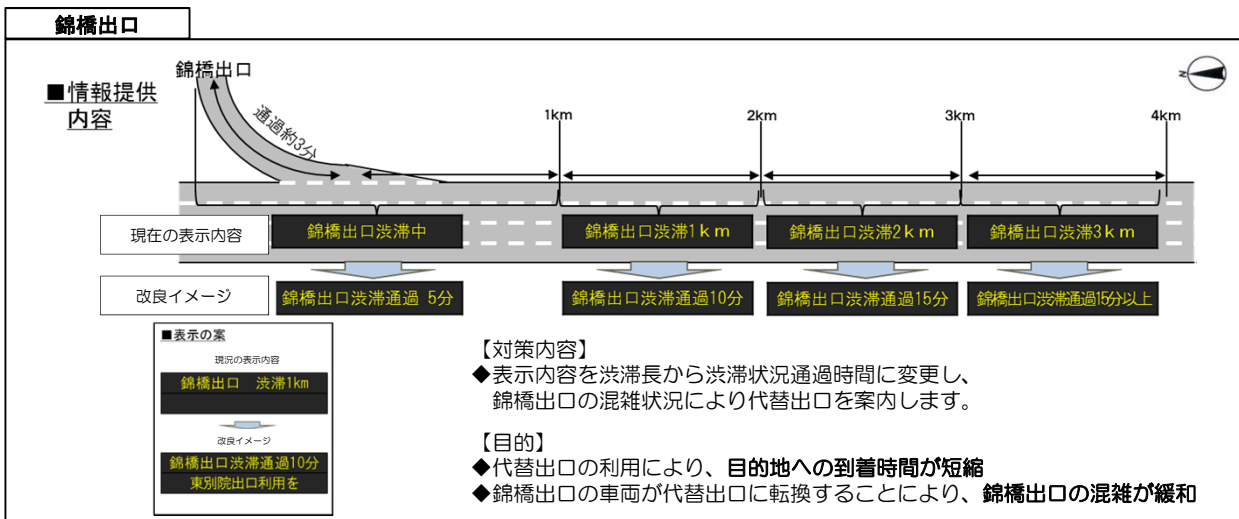 錦橋出口
■情報提供
内容
錦橋出口
通過約3分
1km
2km
3km
4km
N
現在の表示内容
錦橋出口渋滞中
錦橋出口渋滞1ｋｍ
錦橋出口渋滞2ｋｍ
錦橋出口渋滞3ｋｍ
改良イメージ
錦橋出口渋滞通過 5分
錦橋出口渋滞通過10分
錦橋出口渋滞通過15分
錦橋出口渋滞通過15分以上
■表示の案
現況の表示内容
錦橋出口　渋滞1km
改良イメージ
錦橋出口渋滞通過10分
東別院出口利用を
【対策内容】
◆表示内容を渋滞長から渋滞状況通過時間に変更し、
錦橋出口の混雑状況により代替出口を案内します。
【目的】
◆代替出口の利用により、目的地への到着時間が短縮
◆錦橋出口の車両が代替出口に転換することにより、錦橋出口の混雑が緩和